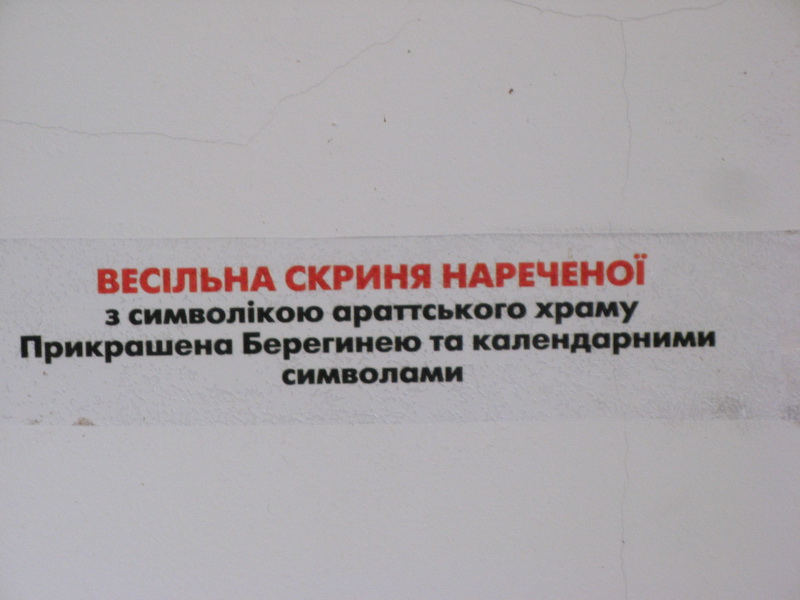 ВЕСІЛЬНА СКРИНЯ НАРЕЧЕНОЇ
з символікою араттського храму
Прикрашена Берегинею та календарними
символами